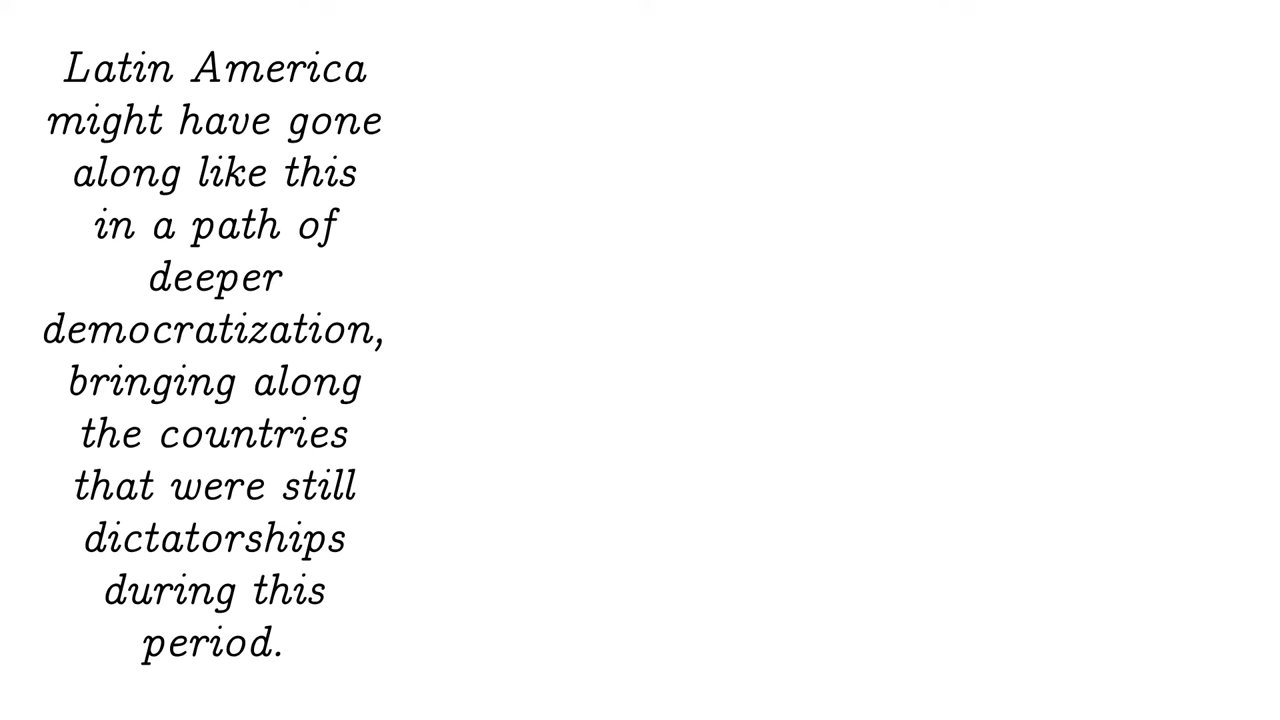 Latin America
might have gone
along like this
in a path of
deeper
democratization,
bringing along
the countries
that were still
dictatorships
during this
period.